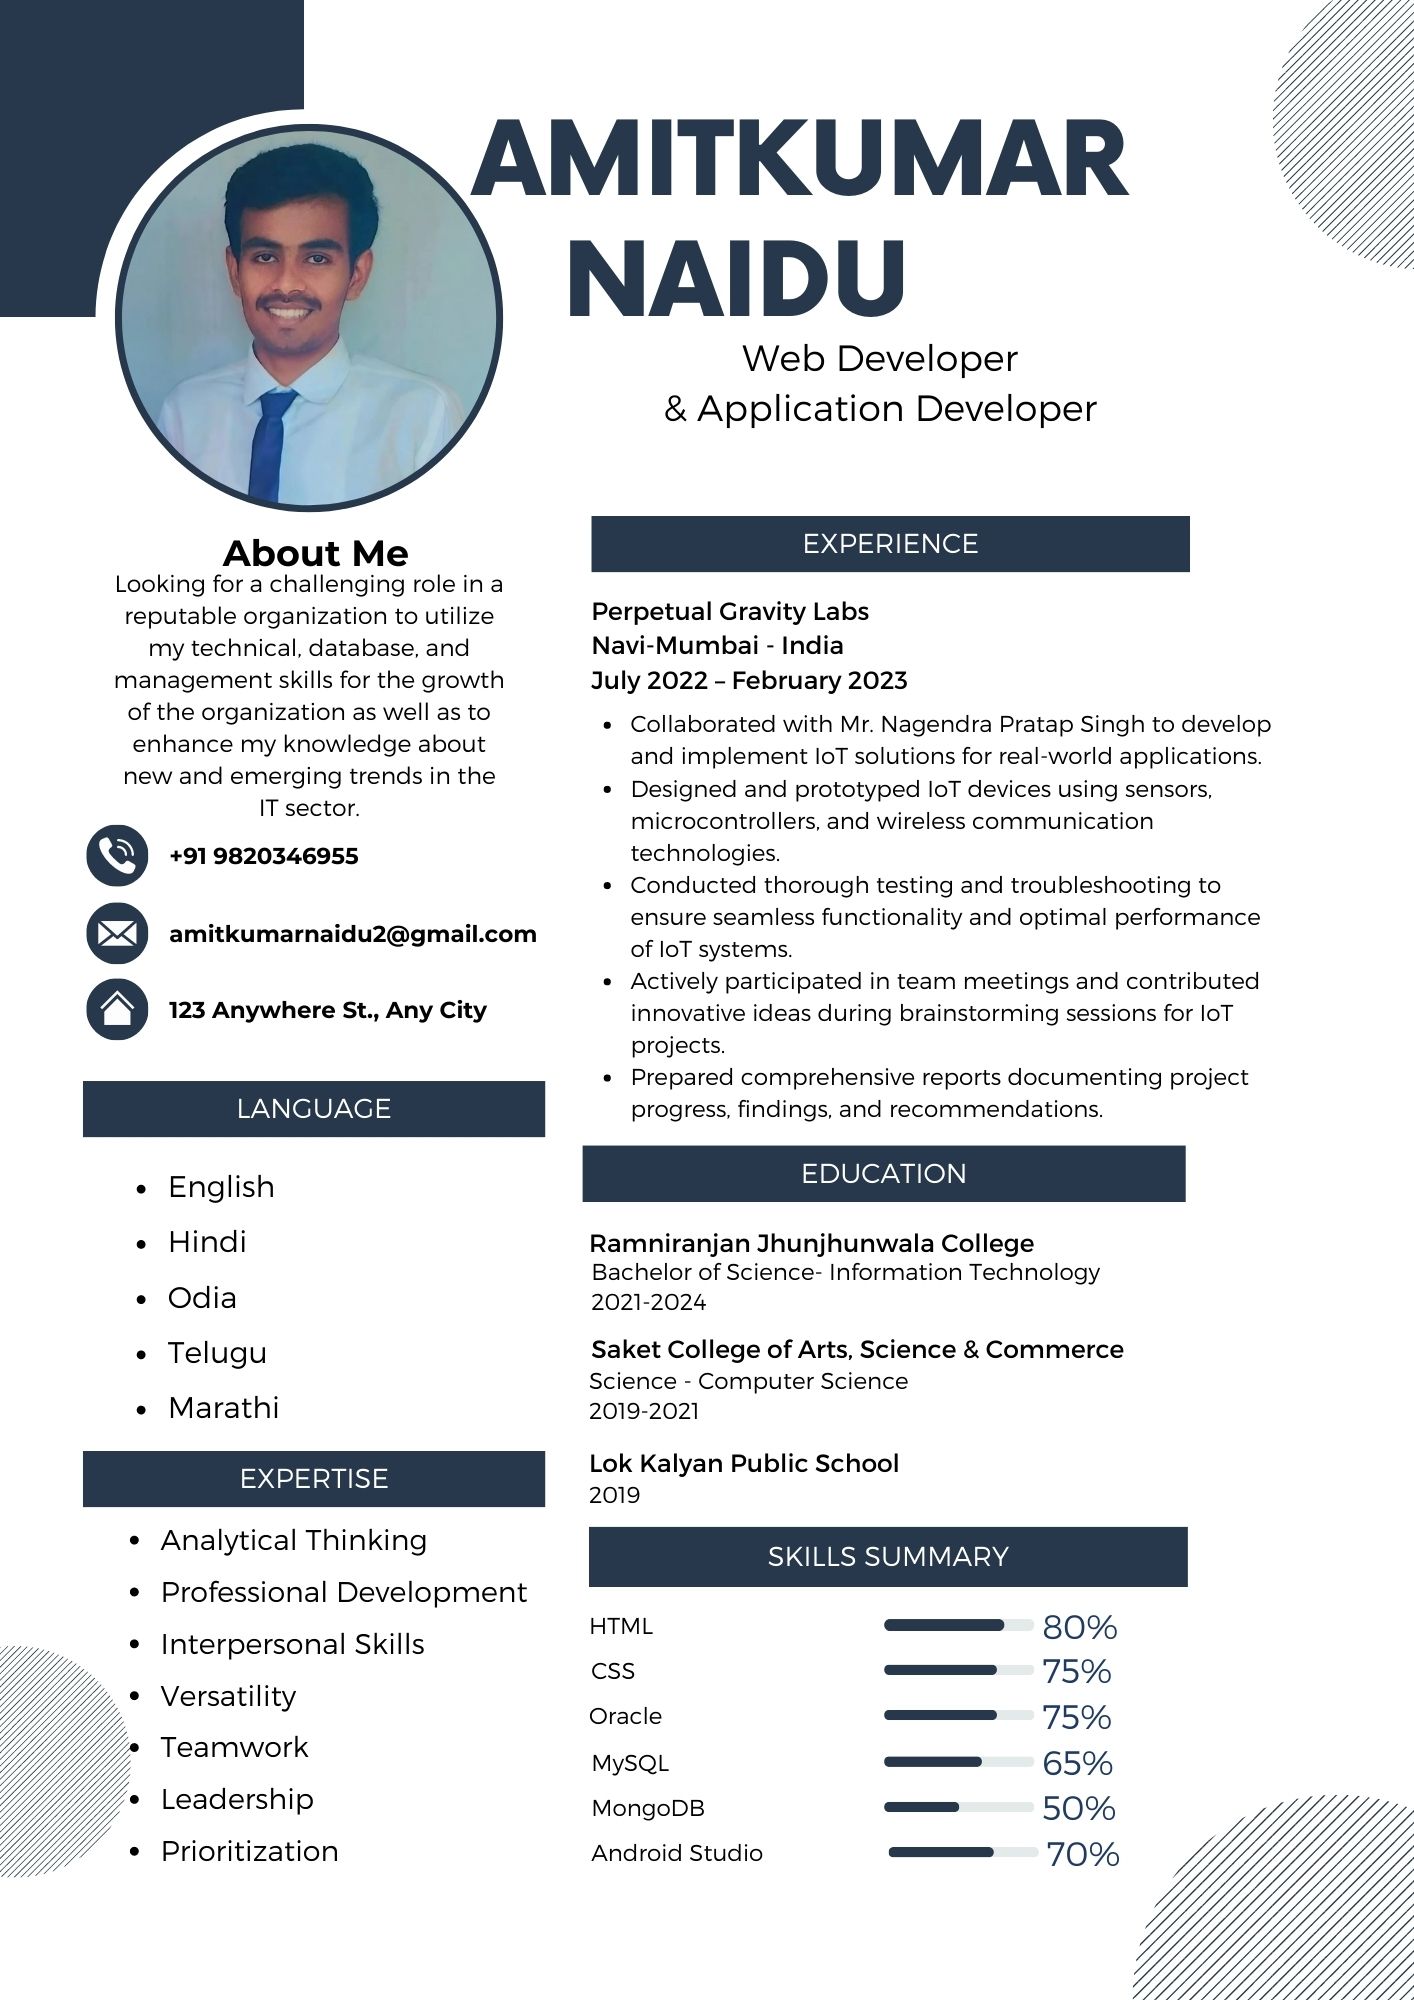 AMITKUMAR
NAIDU
Web Developer
& Application Developer
About Me
Looking for a challenging role in a
reputable organization to utilize
my technical, database, and
management skills for the growth
of the organization as well as to
enhance my knowledge about
new and emerging trends in the
IT sector.
+91 9820346955
amitkumarnaidu2@gmail.com
123 Anywhere St., Any City
LANGUAGE
• English
• Hindi
• Odia
• Telugu
• Marathi
EXPERTISE
• Analytical Thinking
• Professional Development
• Interpersonal Skills
• Versatility
• Teamwork
• Leadership
• Prioritization
EXPERIENCE
Perpetual Gravity Labs
Navi-Mumbai - India
July 2022 – February 2023
• Collaborated with Mr. Nagendra Pratap Singh to develop
and implement IoT solutions for real-world applications.
• Designed and prototyped IoT devices using sensors,
microcontrollers, and wireless communication
technologies.
• Conducted thorough testing and troubleshooting to
ensure seamless functionality and optimal performance
of IoT systems.
• Actively participated in team meetings and contributed
innovative ideas during brainstorming sessions for IoT
projects.
• Prepared comprehensive reports documenting project
progress, findings, and recommendations.
EDUCATION
Ramniranjan Jhunjhunwala College
Bachelor of Science- Information Technology
2021-2024
Saket College of Arts, Science & Commerce
Science - Computer Science
2019-2021
Lok Kalyan Public School
2019
SKILLS SUMMARY
HTML 80%
CSS 75%
Oracle 75%
MySQL 65%
MongoDB 50%
Android Studio 70%